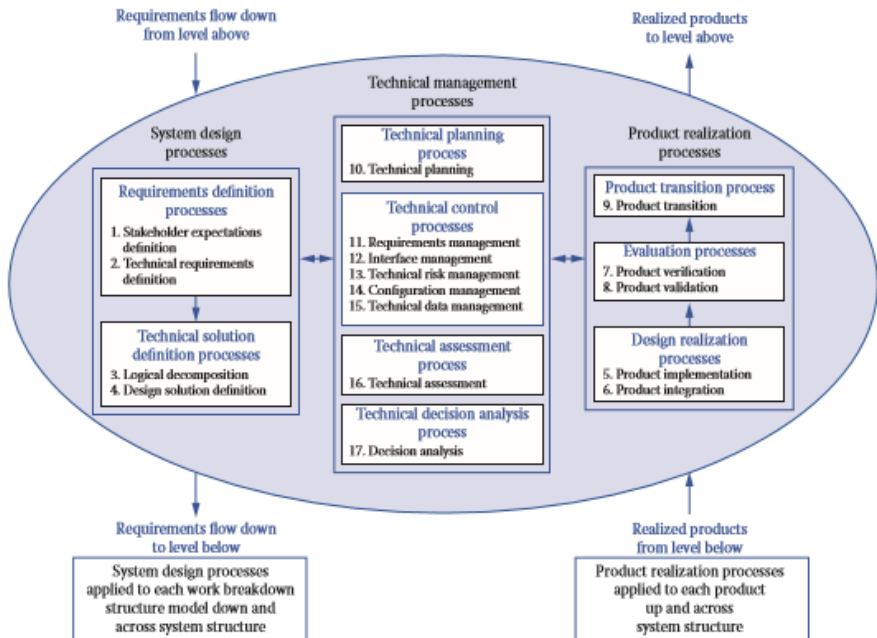 Requirements flow down
from level above
Realized products
to level above
Technical management
processes
System design
processes
Product realization
processes
Requirements definition
processes
1. Stakeholder expectations
definition
2. Technical requirements
definition
Technical solution
definition processes
3. Logical decomposition
4. Design solution definition
Technical planning
process
10. Technical planning
Technical control
processes
11. Requirements management
12. Interface management
13. Technical risk management
14. Configuration management
15. Technical data management
Technical assessment
process
16. Technical assessment
Technical decision analysis
process
17. Decision analysis
Product transition process
9. Product transition
Evaluation processes
7. Product verification
8. Product validation
Design realization
processes
5. Product implementation
6. Product integration
Requirements flow down
to level below
System design processes
applied to each work breakdown
structure model down and
across system structure
Realized products
from level below
Product realization processes
applied to each product
up and across
system structure